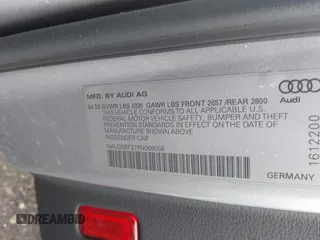 MFD. BY AUDI AG
04 23 GVWR LBS 5335 GAWR LBS FRONT 2657 /REAR 2800
THIS VEHICLE CONFORMS TO ALL APPLICABLE U.S.
FEDERAL MOTOR VEHICLE SAFETY, BUMPER AND THEFT
PREVENTION STANDARDS IN EFFECT ON THE DATE OF
MANUFACTURE SHOWN ABOVE.
PASSENGER CAR
GERMANY
Audi
1612200
DREAMBID